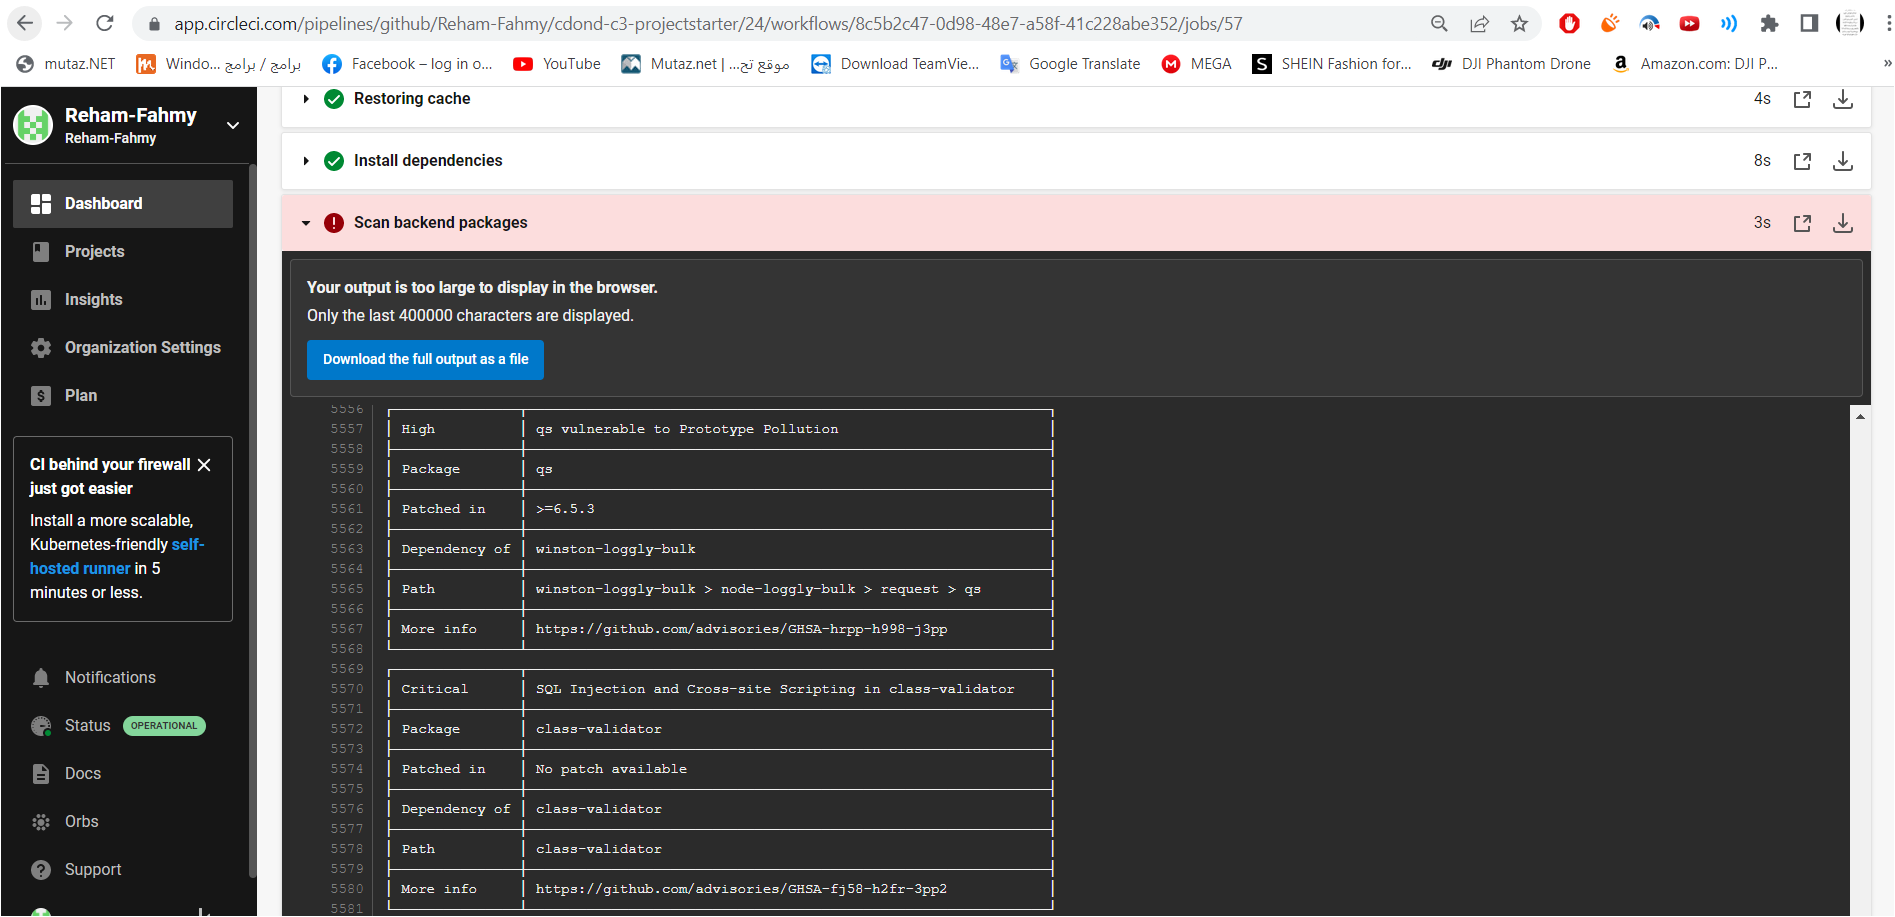 app.circleci.com/pipelines/github/Reham-Fahmy/cdond-c3-projectstarter/24/workflows/8c5b2c47-0d98-48e7-a58f-41c228abe352/jobs/57
mutaz.NET
Windo... برامج / برامج
Facebook – log in o...
YouTube
Mutaz.net | ...موقع تح
Download TeamVie...
Google Translate
MEGA
SHEIN Fashion for...
DJI Phantom Drone
Amazon.com: DJI P...
»
Reham-Fahmy
Reham-Fahmy
Dashboard
Projects
Insights
Organization Settings
Plan
CI behind your firewall
just got easier
Install a more scalable,
Kubernetes-friendly self-
hosted runner in 5
minutes or less.
Notifications
Status OPERATIONAL
Docs
Orbs
Support
Restoring cache 4s
Install dependencies 8s
Scan backend packages 3s
Your output is too large to display in the browser.
Only the last 400000 characters are displayed.
Download the full output as a file
5556
5557 High qs vulnerable to Prototype Pollution
5558
5559 Package qs
5560
5561 Patched in >=6.5.3
5562
5563 Dependency of winston-loggly-bulk
5564
5565 Path winston-loggly-bulk > node-loggly-bulk > request > qs
5566
5567 More info https://github.com/advisories/GHSA-hrpp-h998-j3pp
5568
5569
5570 Critical SQL Injection and Cross-site Scripting in class-validator
5571
5572 Package class-validator
5573
5574 Patched in No patch available
5575
5576 Dependency of class-validator
5577
5578 Path class-validator
5579
5580 More info https://github.com/advisories/GHSA-fj58-h2fr-3pp2
5581